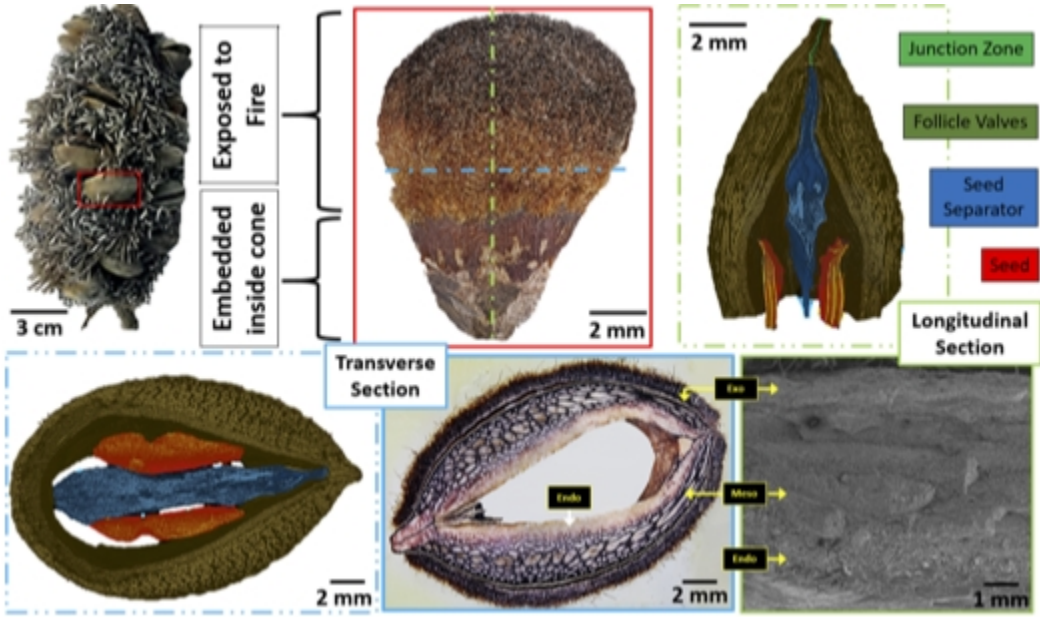 3 cm
Exposed to
Fire
Embedded
inside cone
2 mm
2 mm
Junction Zone
Follicle Valves
Seed
Separator
Seed
Longitudinal
Section
Transverse
Section
2 mm
Exo
Meso
Endo
Endo
2 mm
1 mm